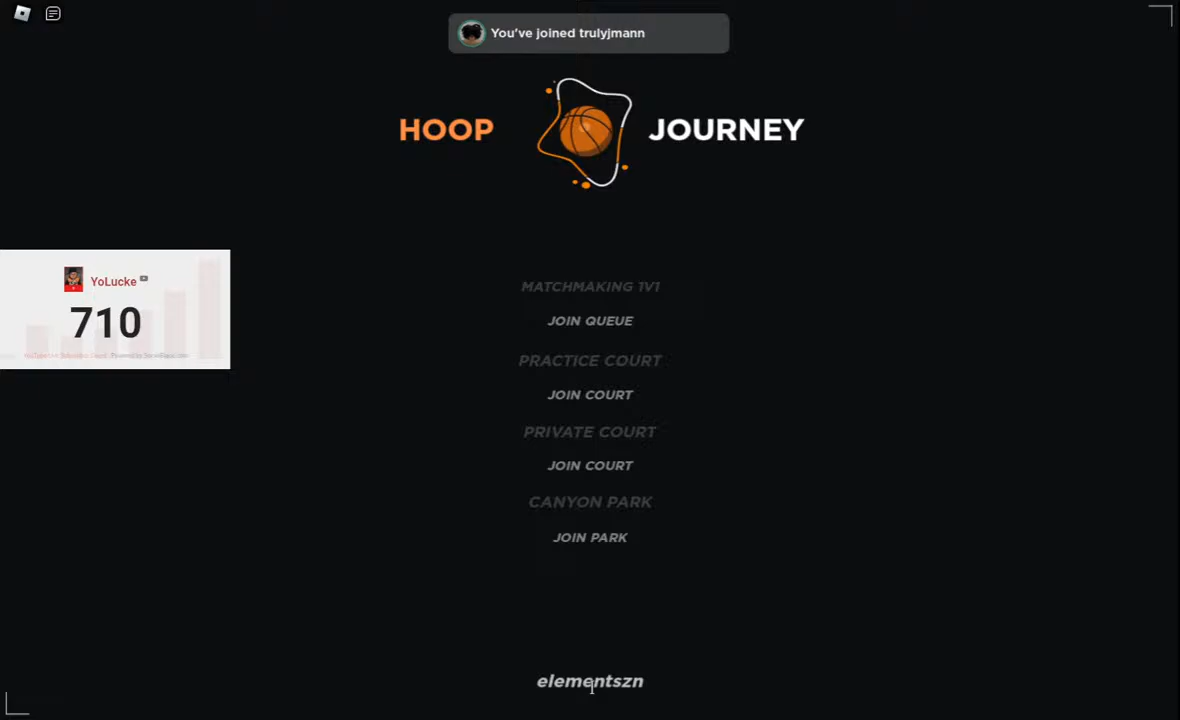 You've joined trulyjmann
HOOP JOURNEY
YoLucke
710
MATCHMAKING 1V1
JOIN QUEUE
PRACTICE COURT
JOIN COURT
PRIVATE COURT
JOIN COURT
CANYON PARK
JOIN PARK
elementszn